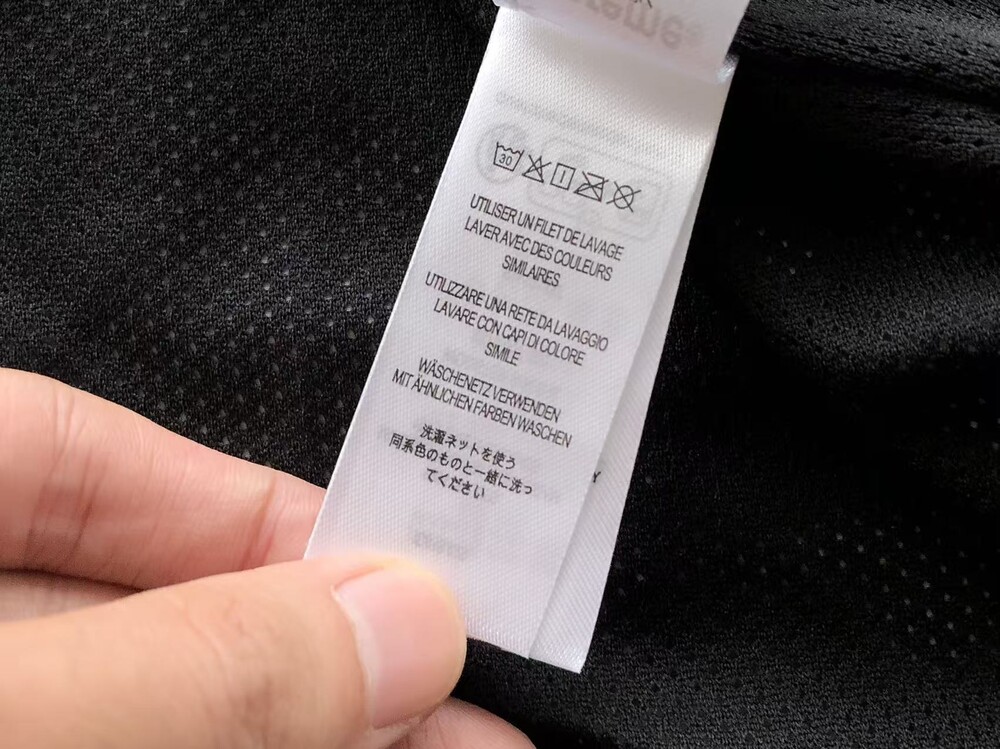 30
UTILISER UN FILET DE LAVAGE
LAVER AVEC DES COULEURS
SIMILAIRES
UTILIZZARE UNA RETE DA LAVAGGIO
LAVARE CON CAPI DI COLORE
SIMILE
WÄSCHENETZ VERWENDEN
MIT ÄHNLICHEN FARBEN WASCHEN
洗濯ネットを使う
同系色のものと一緒に洗っ
てください